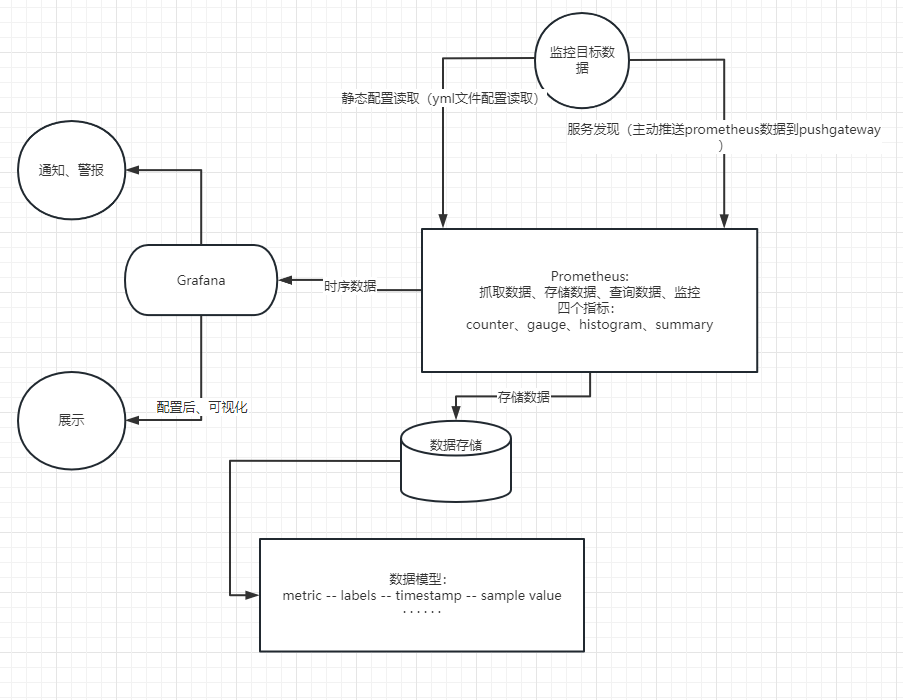 监控目标数
据
静态配置读取（yml文件配置读取）
服务发现（主动推送prometheus数据到pushgateway
）
通知、警报
Grafana
时序数据
Prometheus:
抓取数据、存储数据、查询数据、监控
四个指标：
counter、gauge、histogram、summary
配置后、可视化
展示
存储数据
数据存储
数据模型：
metric -- labels -- timestamp -- sample value
······